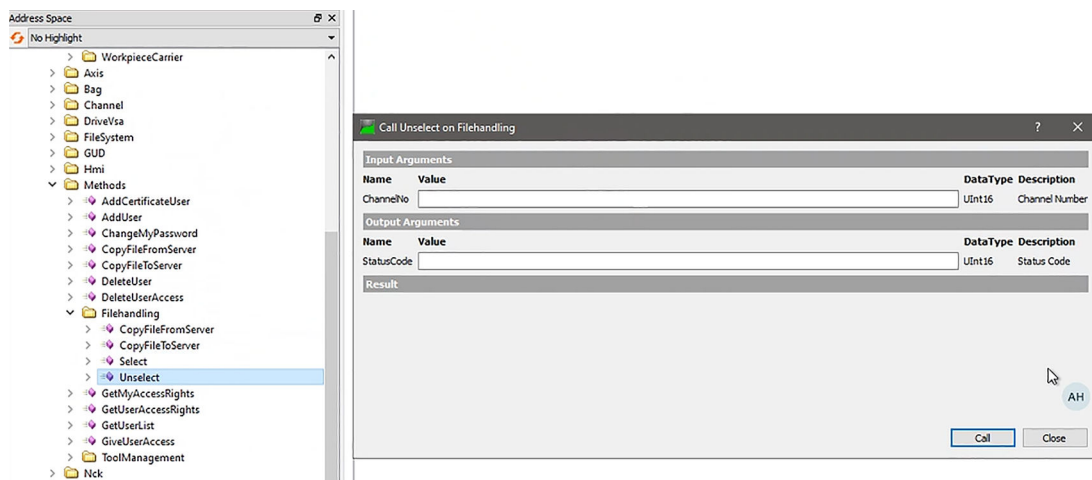 Address Space
No Highlight
WorkpieceCarrier
Axis
Bag
Channel
DriveVsa
FileSystem
GUD
Hmi
Methods
AddCertificateUser
AddUser
ChangeMyPassword
CopyFileFromServer
CopyFileToServer
DeleteUser
DeleteUserAccess
Filehandling
CopyFileFromServer
CopyFileToServer
Select
Unselect
GetMyAccessRights
GetUserAccessRights
GetUserList
GiveUserAccess
ToolManagement
Nck
Call Unselect on Filehandling ?
Input Arguments
Name Value DataType Description
ChannelNo UInt16 Channel Number
Output Arguments
Name Value DataType Description
StatusCode UInt16 Status Code
Result
AH
Call Close